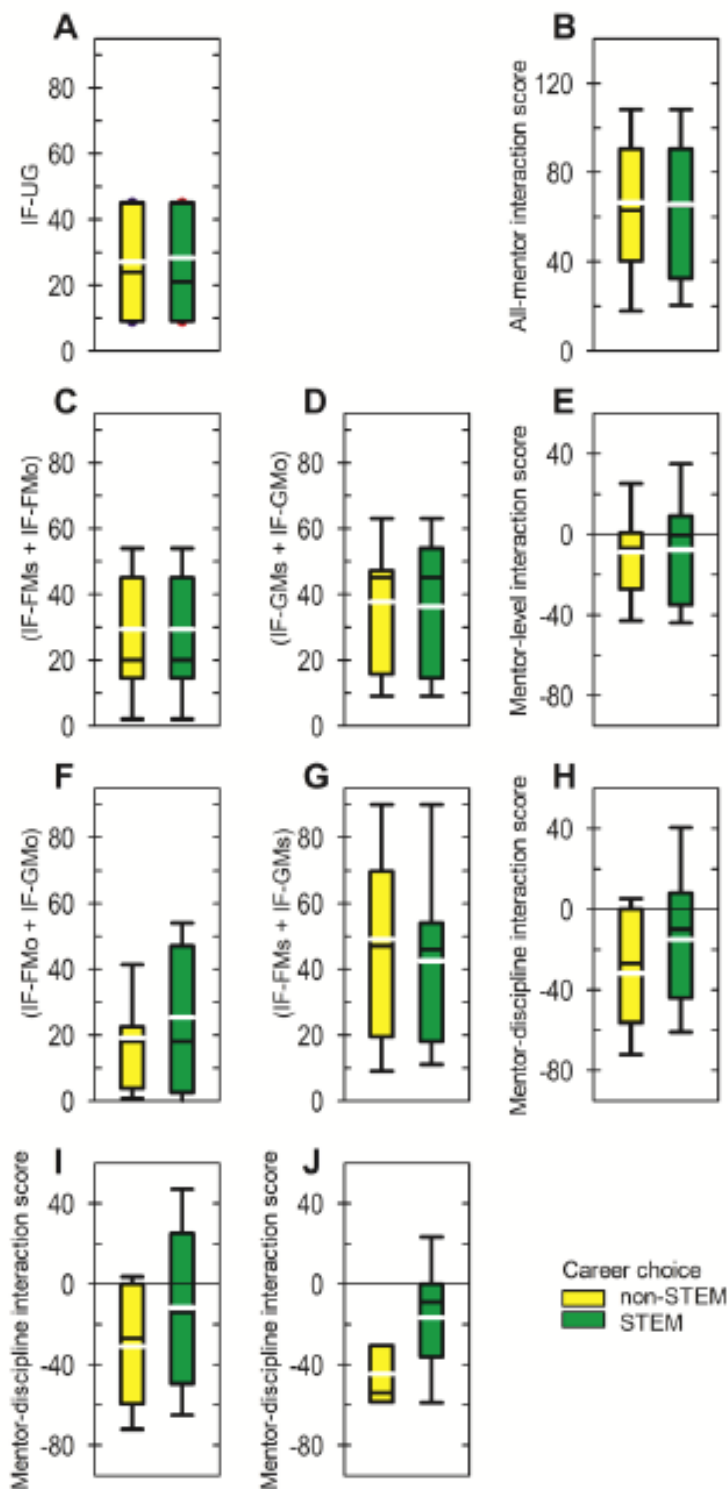 A
IF-UG
80
60
40
20
0
B
All-mentor interaction score
120
80
40
0
C
(IF-FMs + IF-FMo)
80
60
40
20
0
D
(IF-GMs + IF-GMo)
80
60
40
20
0
E
Mentor-level interaction score
40
0
-40
-80
F
(IF-FMo + IF-GMo)
80
60
40
20
0
G
(IF-FMs + IF-GMs)
80
60
40
20
0
H
Mentor-discipline interaction score
40
0
-40
-80
I
Mentor-discipline interaction score
40
0
-40
-80
J
Mentor-discipline interaction score
40
0
-40
-80
Career choice
non-STEM
STEM